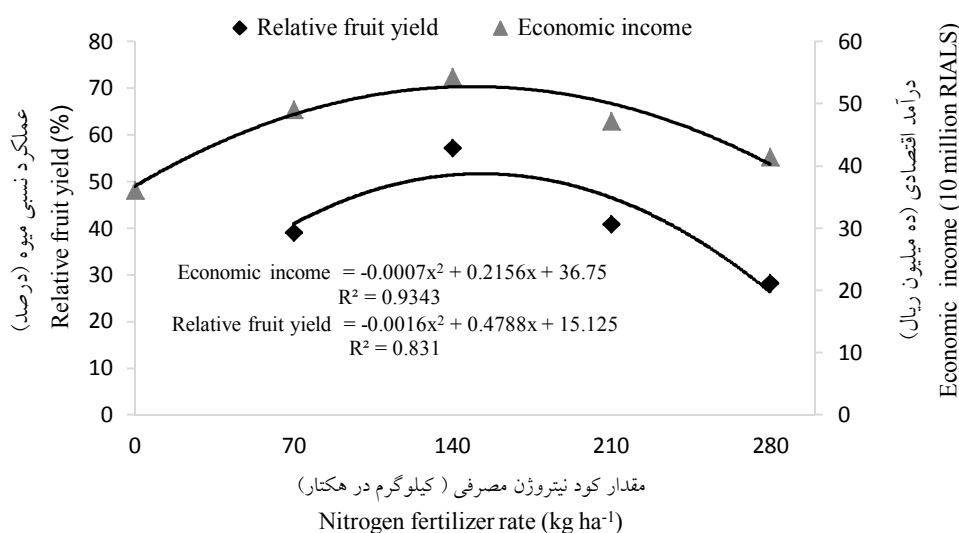 Relative fruit yield
Economic income
80
70
60
50
40
30
20
10
0
عملکرد نسبی میوه (درصد)
Relative fruit yield (%)
60
50
40
30
20
10
0
درآمد اقتصادی (ده میلیون ریال)
Economic income (10 million RIALS)
Economic income = -0.0007x² + 0.2156x + 36.75
R² = 0.9343
Relative fruit yield = -0.0016x² + 0.4788x + 15.125
R² = 0.831
0 70 140 210 280
مقدار کود نیتروژن مصرفی ( کیلوگرم در هکتار)
Nitrogen fertilizer rate (kg ha⁻¹)